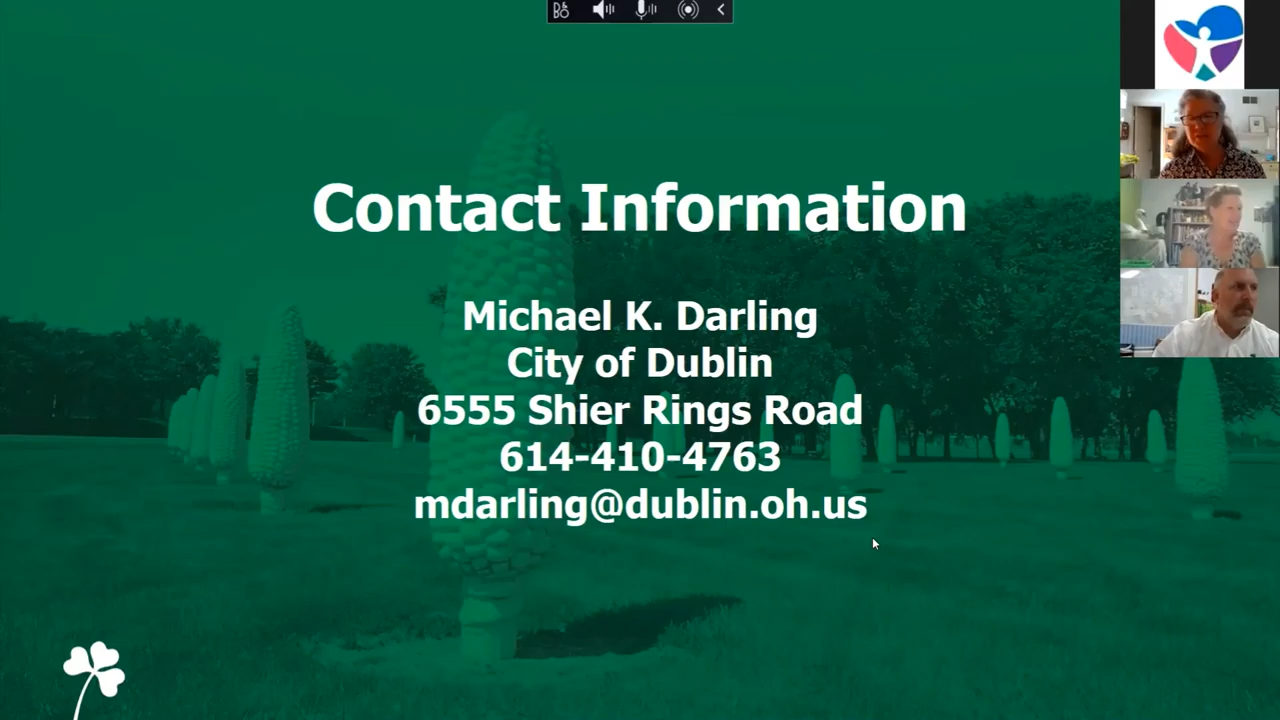 Contact Information
Michael K. Darling
City of Dublin
6555 Shier Rings Road
614-410-4763
mdarling@dublin.oh.us